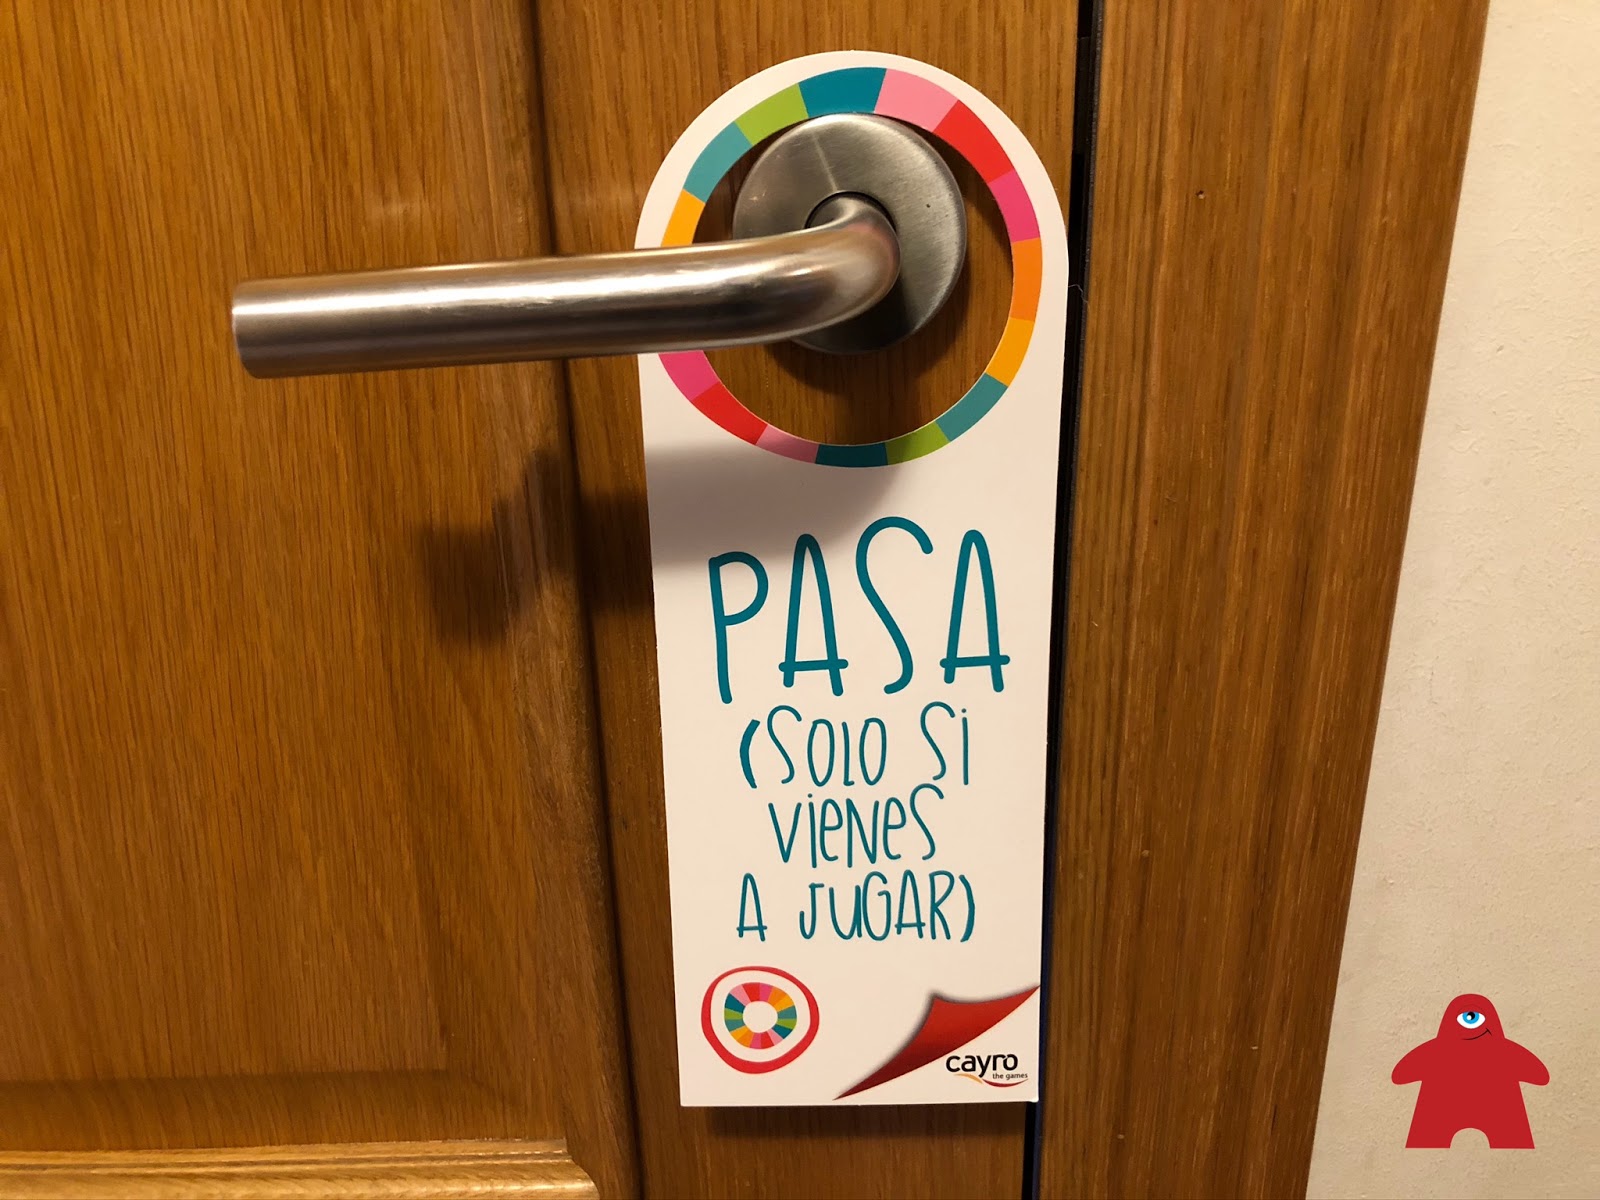 PASA
(SOLO SI
VIENES
A JUGAR)
cayro
the games